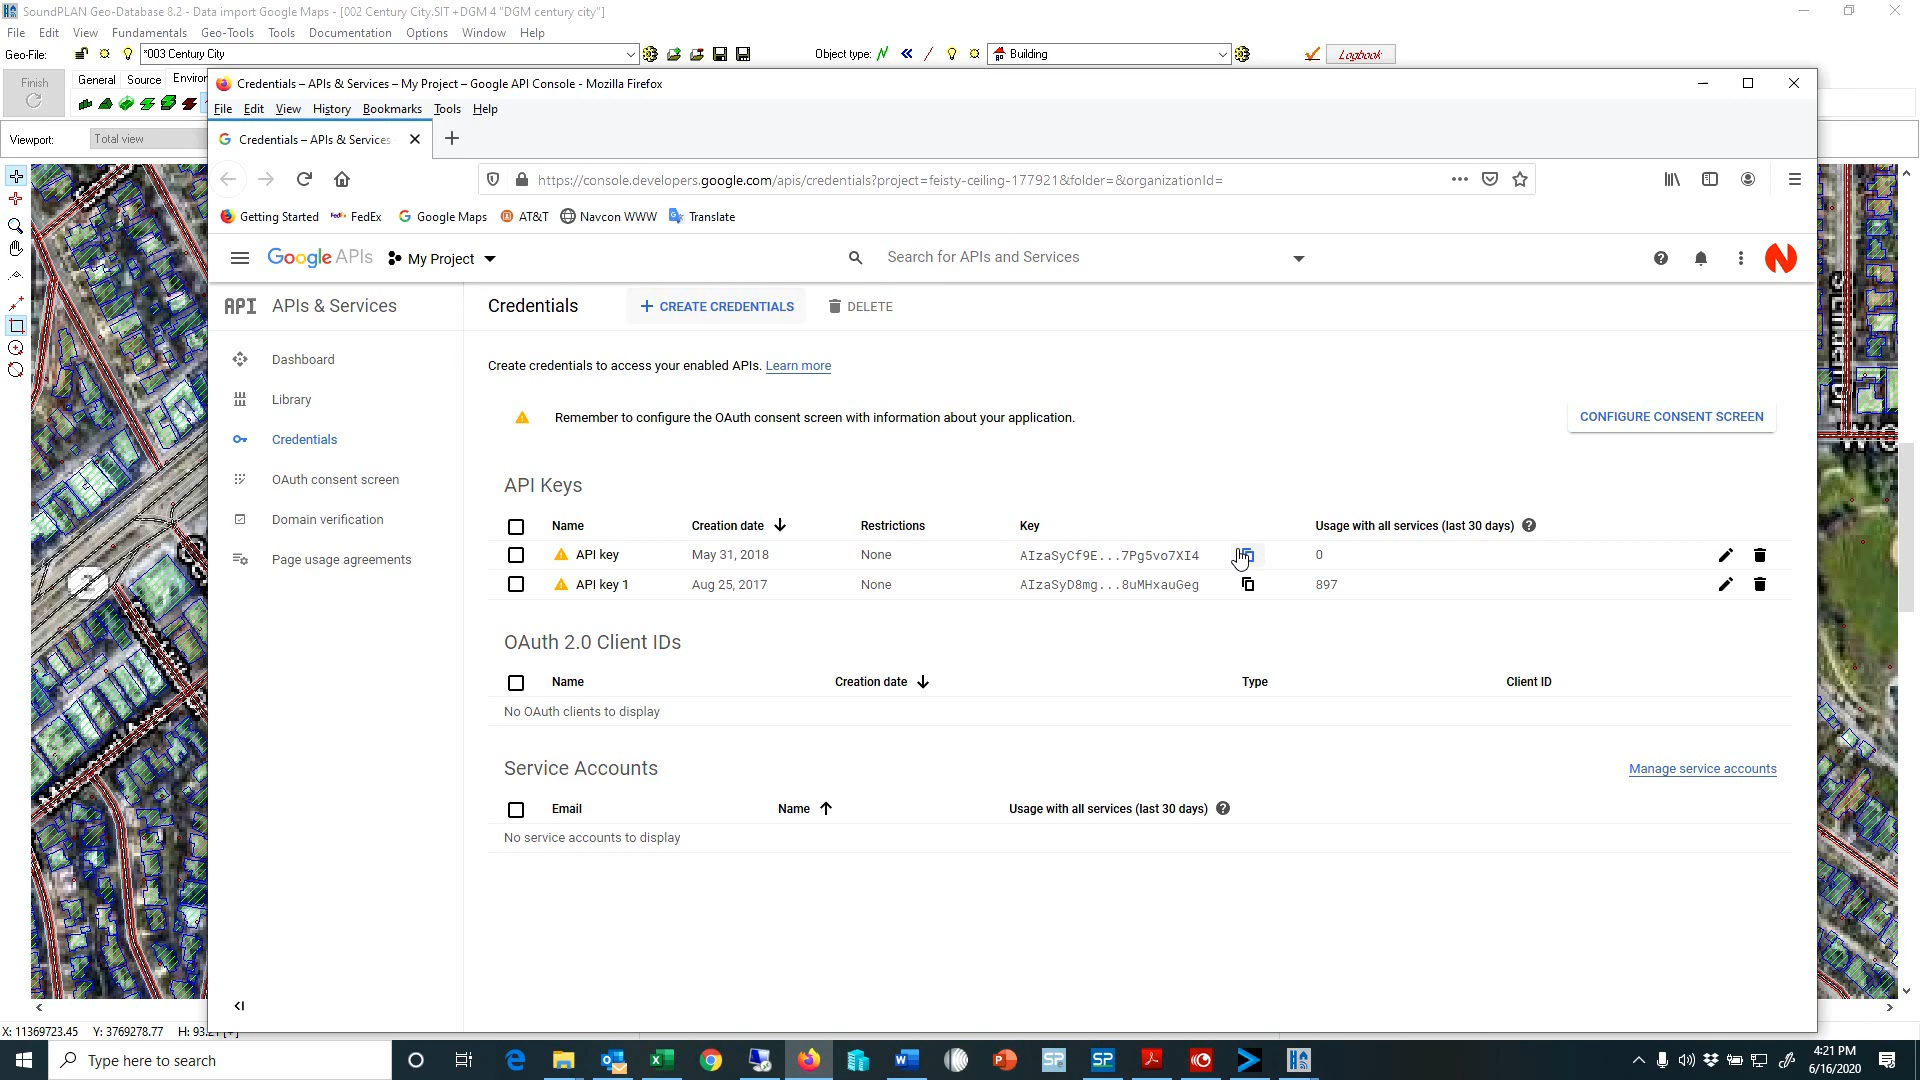 SoundPLAN Geo-Database 8.2 - Data import Google Maps - [002 Century City.SIT +DGM 4 "DGM century city"]
File Edit View Fundamentals Geo-Tools Tools Documentation Options Window Help
Geo-File: *003 Century City Object type: Building Logbook
Finish General Source Environ
Credentials – APIs & Services – My Project – Google API Console - Mozilla Firefox
File Edit View History Bookmarks Tools Help
Viewport: Total view
Credentials – APIs & Services
https://console.developers.google.com/apis/credentials?project=feisty-ceiling-177921&folder=&organizationId=
Getting Started FedEx Google Maps AT&T Navcon WWW Translate
Google APIs My Project Search for APIs and Services
API APIs & Services Credentials CREATE CREDENTIALS DELETE
Dashboard
Library
Credentials
OAuth consent screen
Domain verification
Page usage agreements
Create credentials to access your enabled APIs. Learn more
Remember to configure the OAuth consent screen with information about your application. CONFIGURE CONSENT SCREEN
API Keys
Name Creation date Restrictions Key Usage with all services (last 30 days)
API key May 31, 2018 None AIzaSyCf9E...7Pg5vo7XI4 0
API key 1 Aug 25, 2017 None AIzaSyD8mg...8uMHxauGeg 897
OAuth 2.0 Client IDs
Name Creation date Type Client ID
No OAuth clients to display
Service Accounts Manage service accounts
Email Name Usage with all services (last 30 days)
No service accounts to display
X: 11369723.45 Y: 3769278.77
Type here to search
4:21 PM
6/16/2020